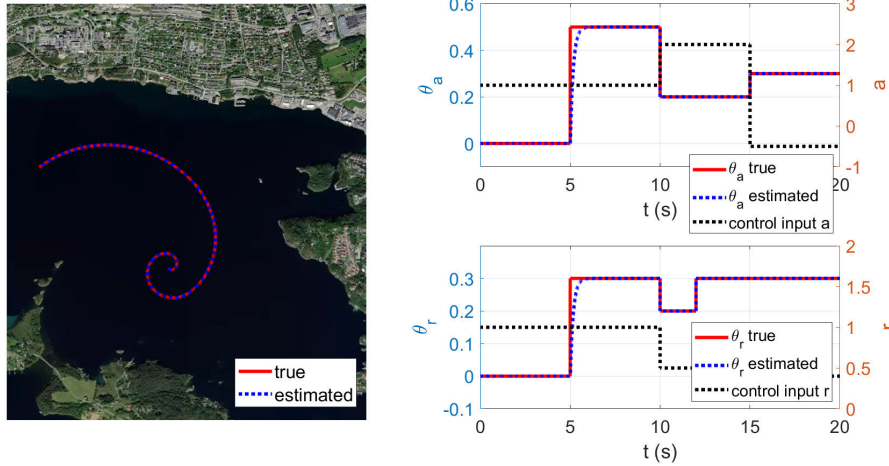 true
estimated
0.6
0.4
0.2
0
θa
3
2
1
0
-1
a
0
5
10
15
20
t (s)
θa true
θa estimated
control input a
0.3
0.2
0.1
0
-0.1
θr
2
1.5
1
0.5
0
r
0
5
10
15
20
t (s)
θr true
θr estimated
control input r